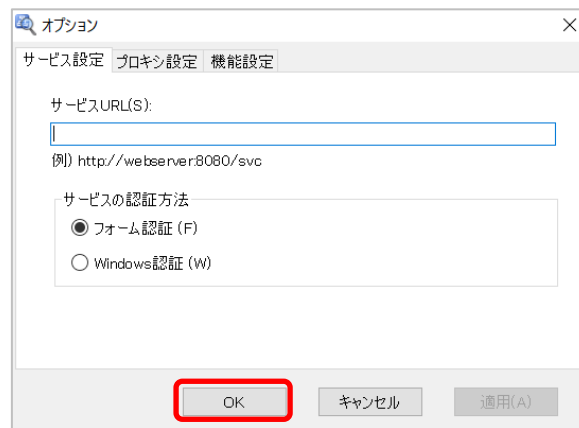 オプション
サービス設定 プロキシ設定 機能設定
サービスURL(S):
例) http://webserver:8080/svc
サービスの認証方法
フォーム認証 (F)
Windows認証 (W)
OK キャンセル 適用(A)